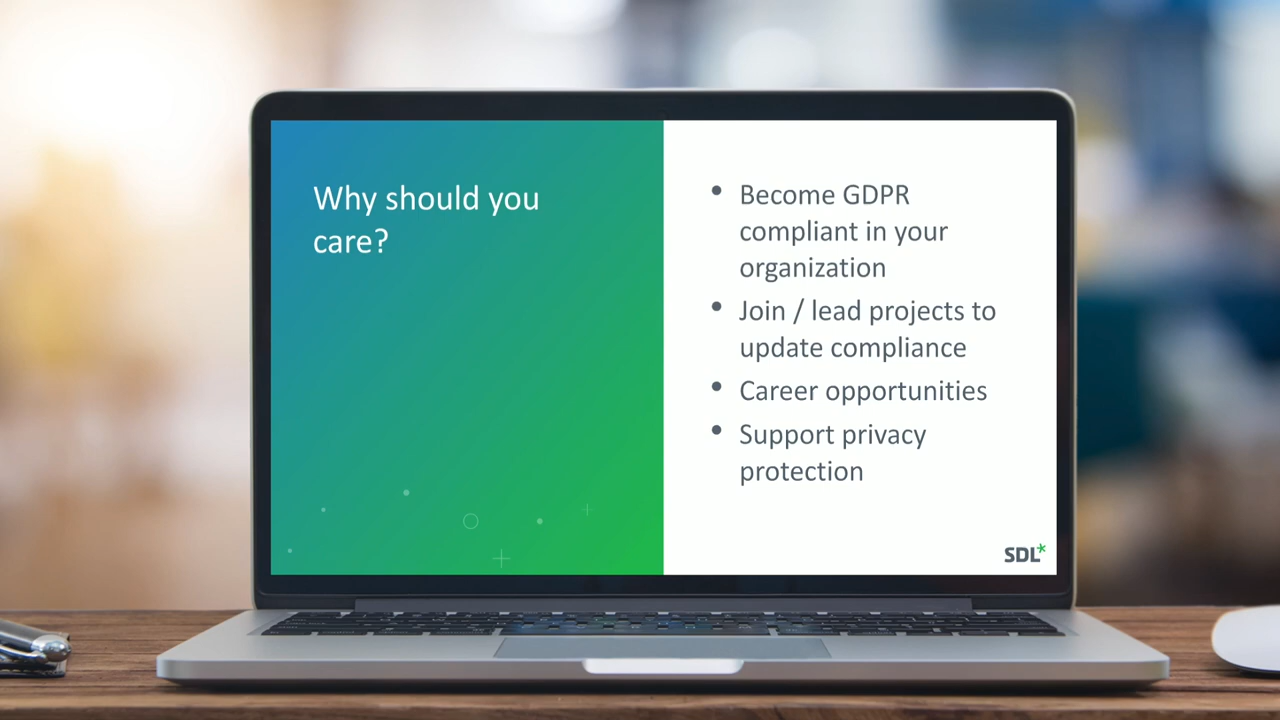 Why should you
care?
• Become GDPR
compliant in your
organization
• Join / lead projects to
update compliance
• Career opportunities
• Support privacy
protection
SDL*